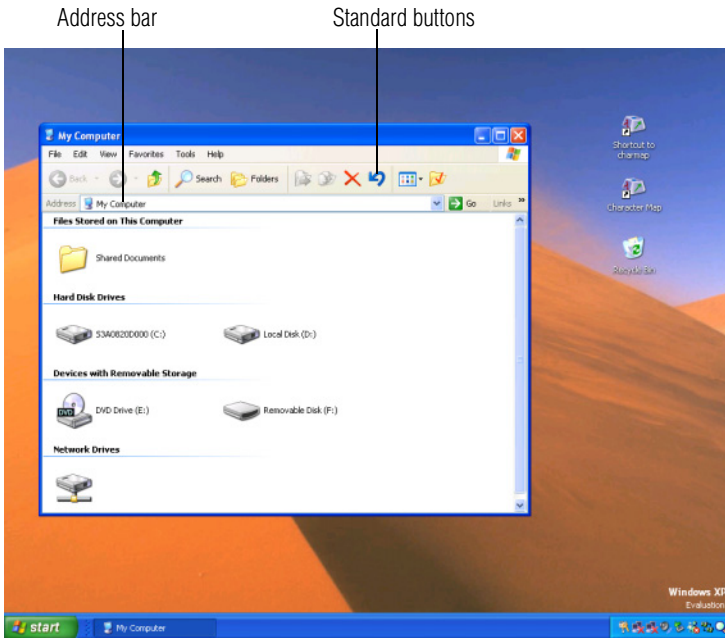 Address bar Standard buttons
My Computer
File Edit View Favorites Tools Help
Back Search Folders
Address My Computer Go Links »
Files Stored on This Computer
Shared Documents
Hard Disk Drives
S3A0820D000 (C:) Local Disk (D:)
Devices with Removable Storage
DVD DVD Drive (E:) Removable Disk (F:)
Network Drives
Shortcut to
charmap
Character Map
Recycle Bin
Windows XP
Evaluation
start My Computer